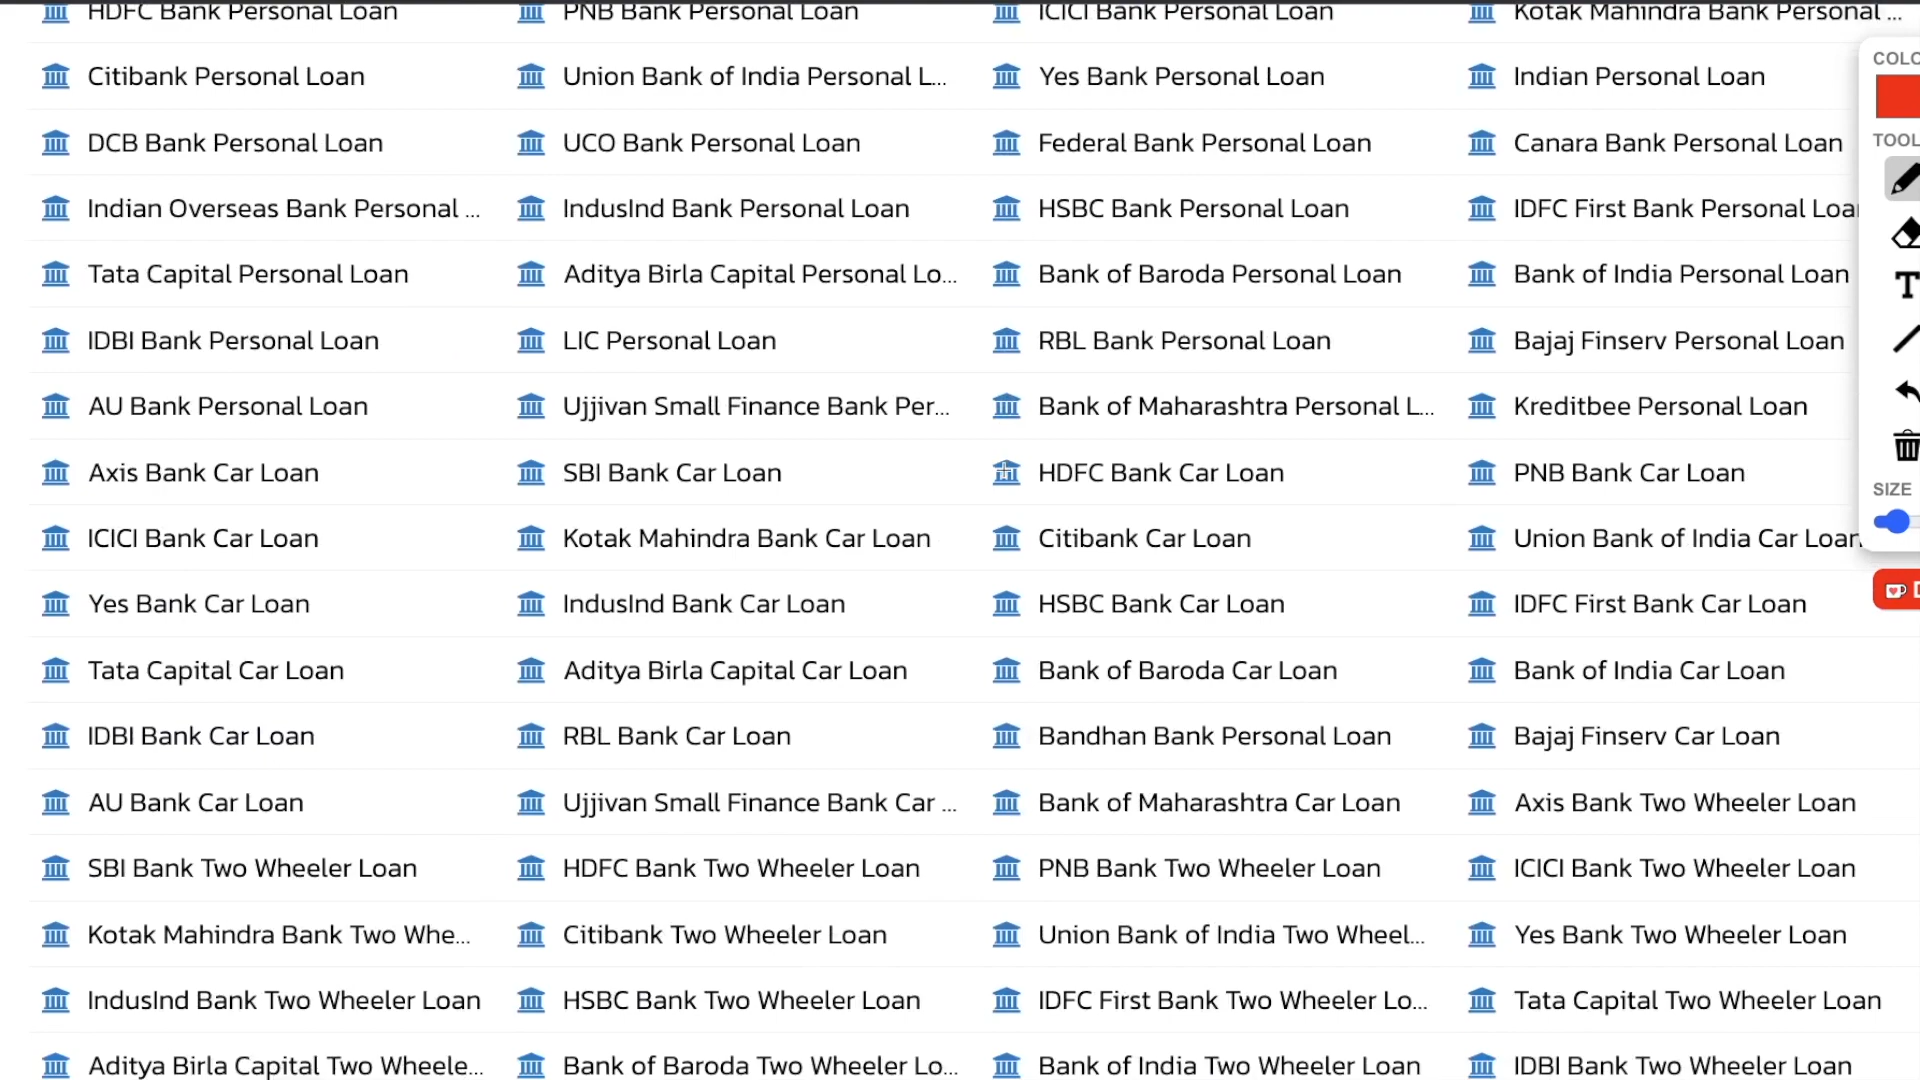 HDFC Bank Personal Loan
PNB Bank Personal Loan
ICICI Bank Personal Loan
Kotak Mahindra Bank Personal ...
Citibank Personal Loan
Union Bank of India Personal L...
Yes Bank Personal Loan
Indian Personal Loan
DCB Bank Personal Loan
UCO Bank Personal Loan
Federal Bank Personal Loan
Canara Bank Personal Loan
Indian Overseas Bank Personal ...
IndusInd Bank Personal Loan
HSBC Bank Personal Loan
IDFC First Bank Personal Loan
Tata Capital Personal Loan
Aditya Birla Capital Personal Lo...
Bank of Baroda Personal Loan
Bank of India Personal Loan
IDBI Bank Personal Loan
LIC Personal Loan
RBL Bank Personal Loan
Bajaj Finserv Personal Loan
AU Bank Personal Loan
Ujjivan Small Finance Bank Per...
Bank of Maharashtra Personal L...
Kreditbee Personal Loan
Axis Bank Car Loan
SBI Bank Car Loan
HDFC Bank Car Loan
PNB Bank Car Loan
ICICI Bank Car Loan
Kotak Mahindra Bank Car Loan
Citibank Car Loan
Union Bank of India Car Loan
Yes Bank Car Loan
IndusInd Bank Car Loan
HSBC Bank Car Loan
IDFC First Bank Car Loan
Tata Capital Car Loan
Aditya Birla Capital Car Loan
Bank of Baroda Car Loan
Bank of India Car Loan
IDBI Bank Car Loan
RBL Bank Car Loan
Bandhan Bank Personal Loan
Bajaj Finserv Car Loan
AU Bank Car Loan
Ujjivan Small Finance Bank Car ...
Bank of Maharashtra Car Loan
Axis Bank Two Wheeler Loan
SBI Bank Two Wheeler Loan
HDFC Bank Two Wheeler Loan
PNB Bank Two Wheeler Loan
ICICI Bank Two Wheeler Loan
Kotak Mahindra Bank Two Whe...
Citibank Two Wheeler Loan
Union Bank of India Two Wheel...
Yes Bank Two Wheeler Loan
IndusInd Bank Two Wheeler Loan
HSBC Bank Two Wheeler Loan
IDFC First Bank Two Wheeler Lo...
Tata Capital Two Wheeler Loan
Aditya Birla Capital Two Wheele...
Bank of Baroda Two Wheeler Lo...
Bank of India Two Wheeler Loan
IDBI Bank Two Wheeler Loan
COLO
TOOL
T
SIZE